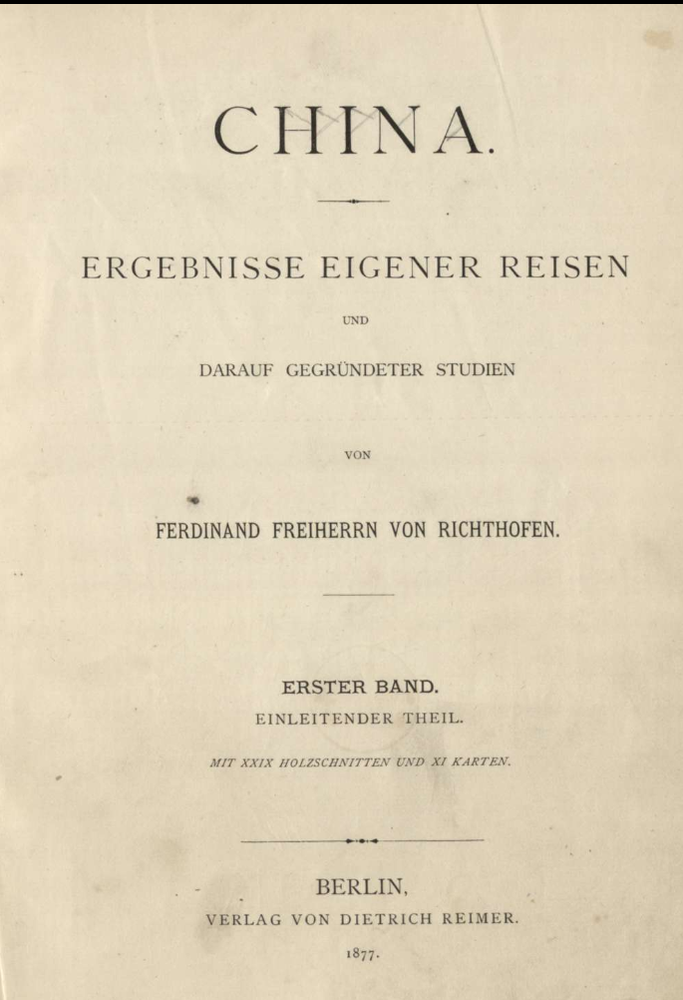 CHINA.
ERGEBNISSE EIGENER REISEN
UND
DARAUF GEGRÜNDETER STUDIEN
VON
FERDINAND FREIHERRN VON RICHTHOFEN.
ERSTER BAND.
EINLEITENDER THEIL.
MIT XXIX HOLZSCHNITTEN UND XI KARTEN.
BERLIN,
VERLAG VON DIETRICH REIMER.
1877.